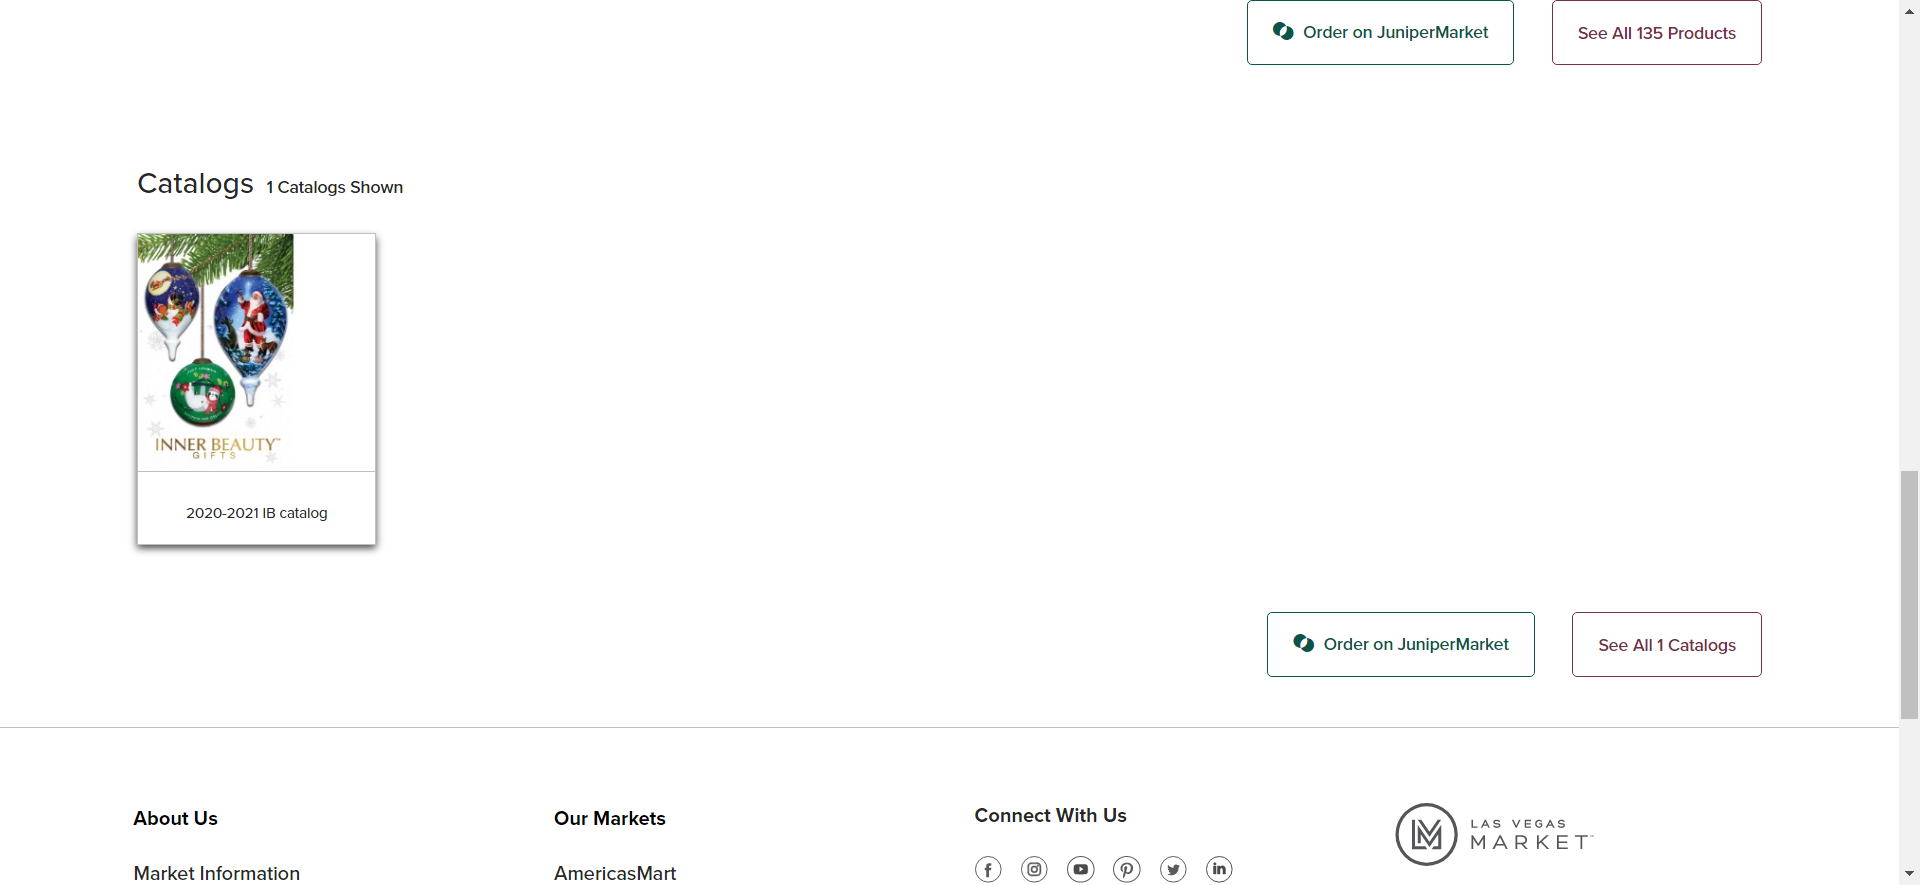 Order on JuniperMarket
See All 135 Products
Catalogs 1 Catalogs Shown
INNER BEAUTY™
GIFTS
2020-2021 IB catalog
Order on JuniperMarket
See All 1 Catalogs
About Us
Our Markets
Connect With Us
LAS VEGAS
MARKET™
Market Information
AmericasMart